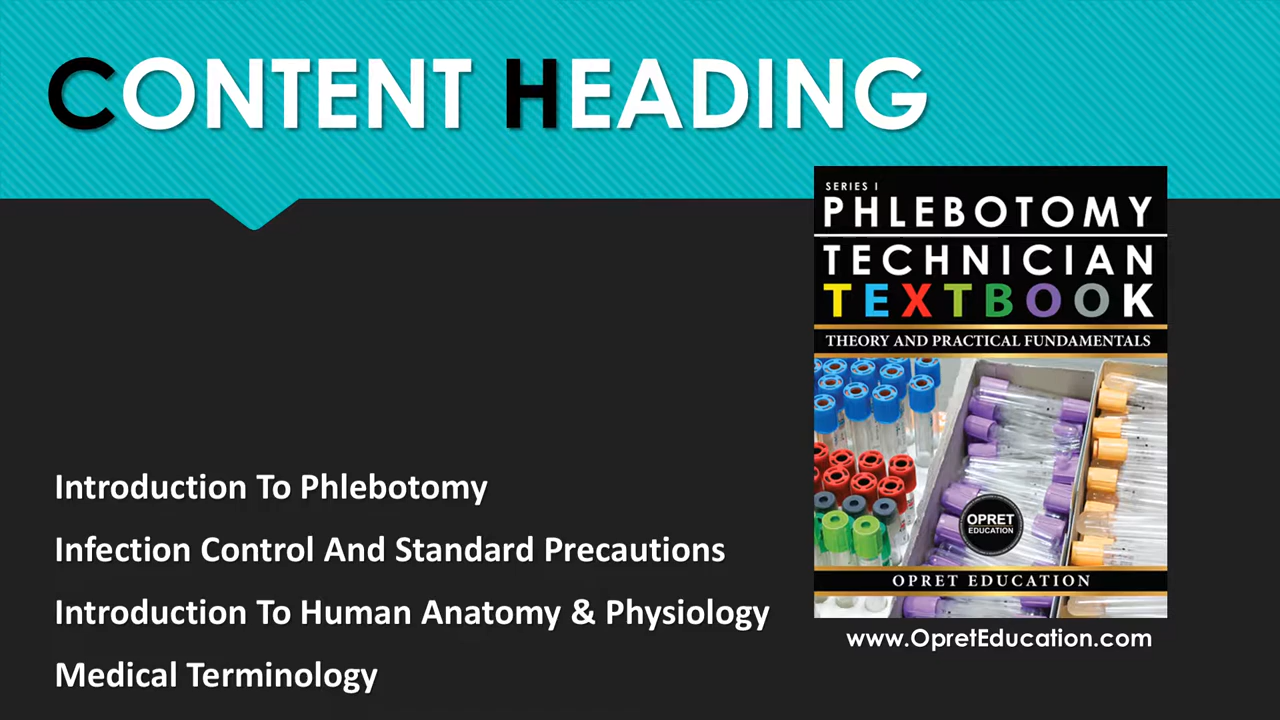 CONTENT HEADING
SERIES I
PHLEBOTOMY
TECHNICIAN
TEXTBOOK
THEORY AND PRACTICAL FUNDAMENTALS
OPRET
EDUCATION
OPRET EDUCATION
www.OpretEducation.com
Introduction To Phlebotomy
Infection Control And Standard Precautions
Introduction To Human Anatomy & Physiology
Medical Terminology